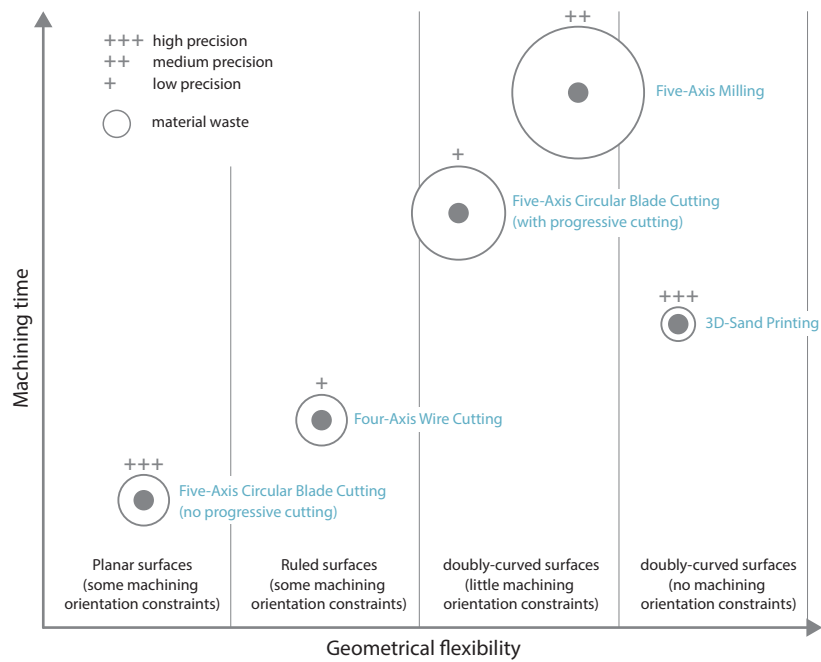 +++ high precision
++ medium precision
+ low precision
material waste
++
Five-Axis Milling
+
Five-Axis Circular Blade Cutting
(with progressive cutting)
+++
3D-Sand Printing
+
Four-Axis Wire Cutting
+++
Five-Axis Circular Blade Cutting
(no progressive cutting)
Machining time
Planar surfaces
(some machining
orientation constraints)
Ruled surfaces
(some machining
orientation constraints)
doubly-curved surfaces
(little machining
orientation constraints)
doubly-curved surfaces
(no machining
orientation constraints)
Geometrical flexibility